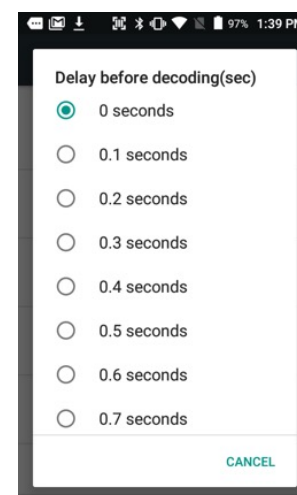 97% 1:39 PM
Delay before decoding(sec)
0 seconds
0.1 seconds
0.2 seconds
0.3 seconds
0.4 seconds
0.5 seconds
0.6 seconds
0.7 seconds
CANCEL